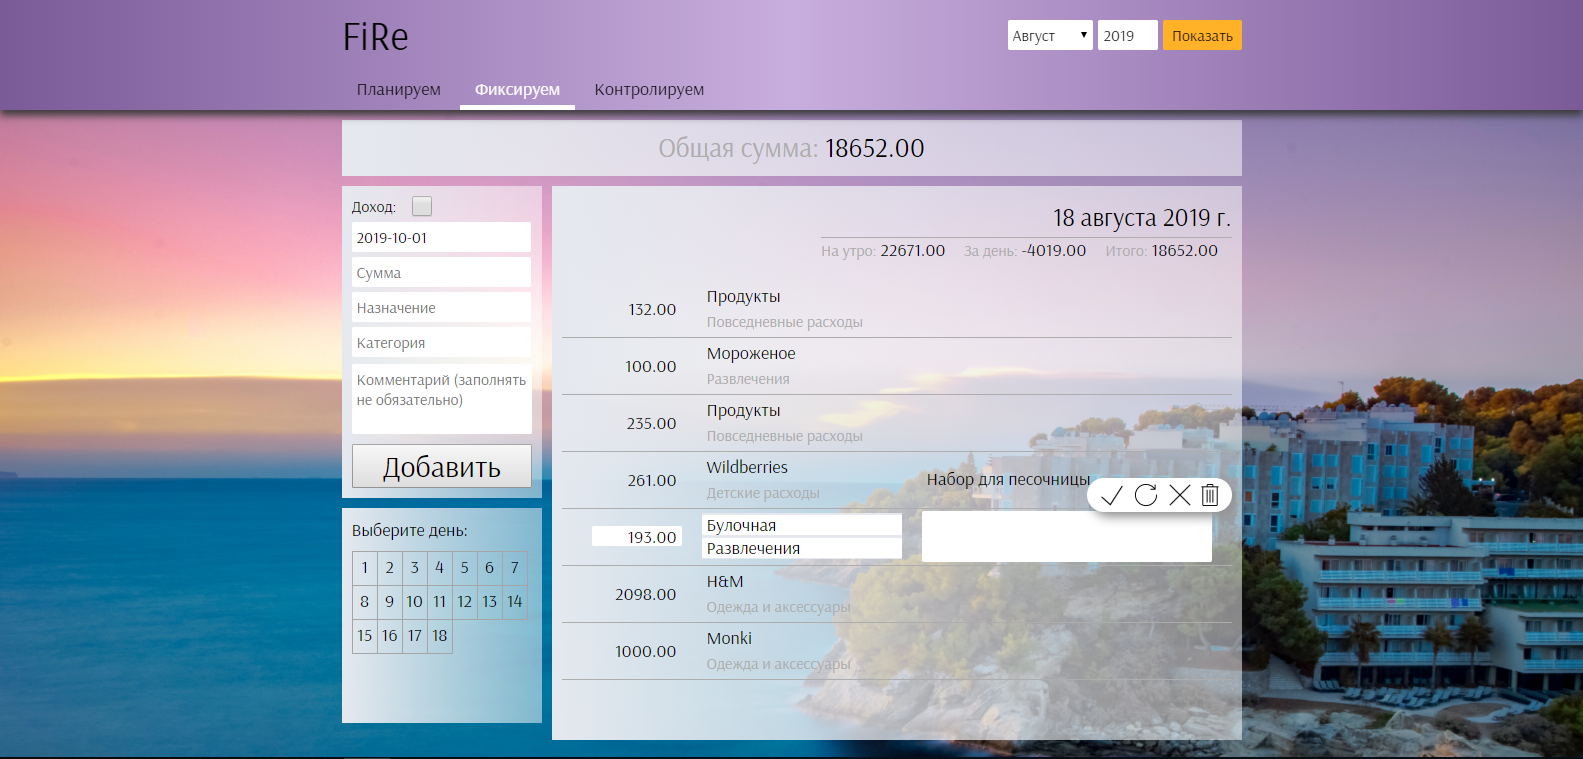 FiRe
Август 2019 Показать
Планируем Фиксируем Контролируем
Общая сумма: 18652.00
Доход:
2019-10-01
Сумма
Назначение
Категория
Комментарий (заполнять
не обязательно)
Добавить
Выберите день:
1 2 3 4 5 6 7
8 9 10 11 12 13 14
15 16 17 18
18 августа 2019 г.
На утро: 22671.00 За день: -4019.00 Итого: 18652.00
132.00 Продукты
Повседневные расходы
100.00 Мороженое
Развлечения
235.00 Продукты
Повседневные расходы
261.00 Wildberries
Детские расходы
Набор для песочницы
193.00 Булочная
Развлечения
2098.00 H&M
Одежда и аксессуары
1000.00 Monki
Одежда и аксессуары